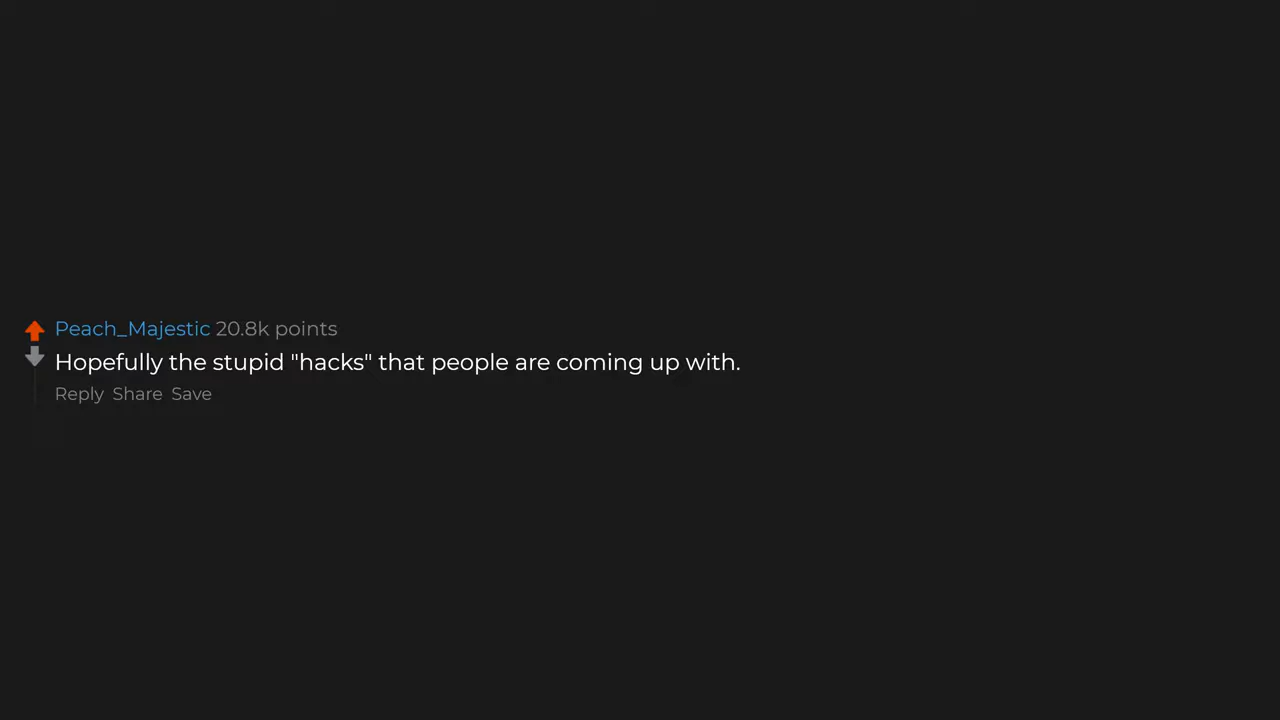 Peach_Majestic 20.8k points
Hopefully the stupid "hacks" that people are coming up with.
Reply Share Save